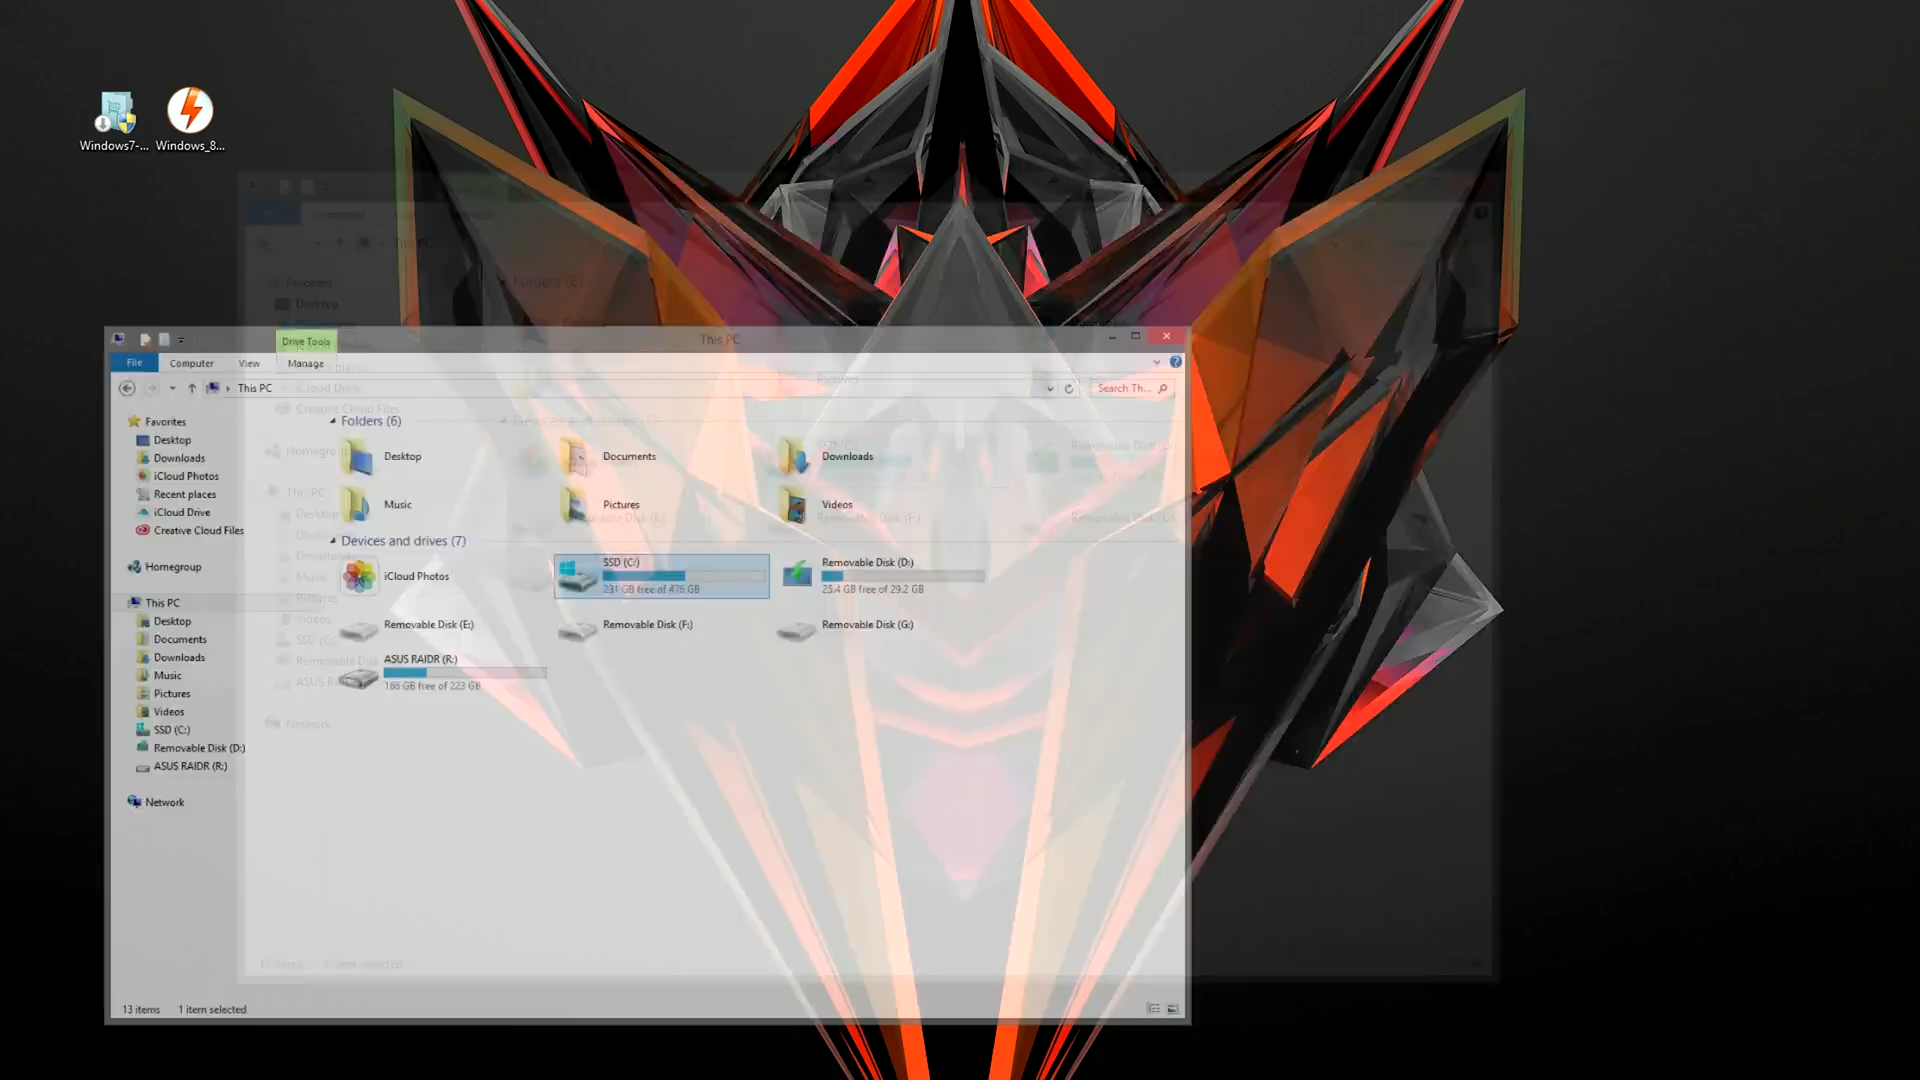 Windows7-... Windows_8...
Drive Tools
This PC
File Computer View Manage
This PC
Search Th...
Favorites
Desktop
Downloads
iCloud Photos
Recent places
iCloud Drive
Creative Cloud Files
Homegroup
This PC
Desktop
Documents
Downloads
Music
Pictures
Videos
SSD (C:)
Removable Disk (D:)
ASUS RAIDR (R:)
Network
Folders (6)
Desktop Documents Downloads
Music Pictures Videos
Devices and drives (7)
iCloud Photos
SSD (C:)
231 GB free of 476 GB
Removable Disk (D:)
25.4 GB free of 29.2 GB
Removable Disk (E:) Removable Disk (F:) Removable Disk (G:)
ASUS RAIDR (R:)
166 GB free of 223 GB
13 items 1 item selected